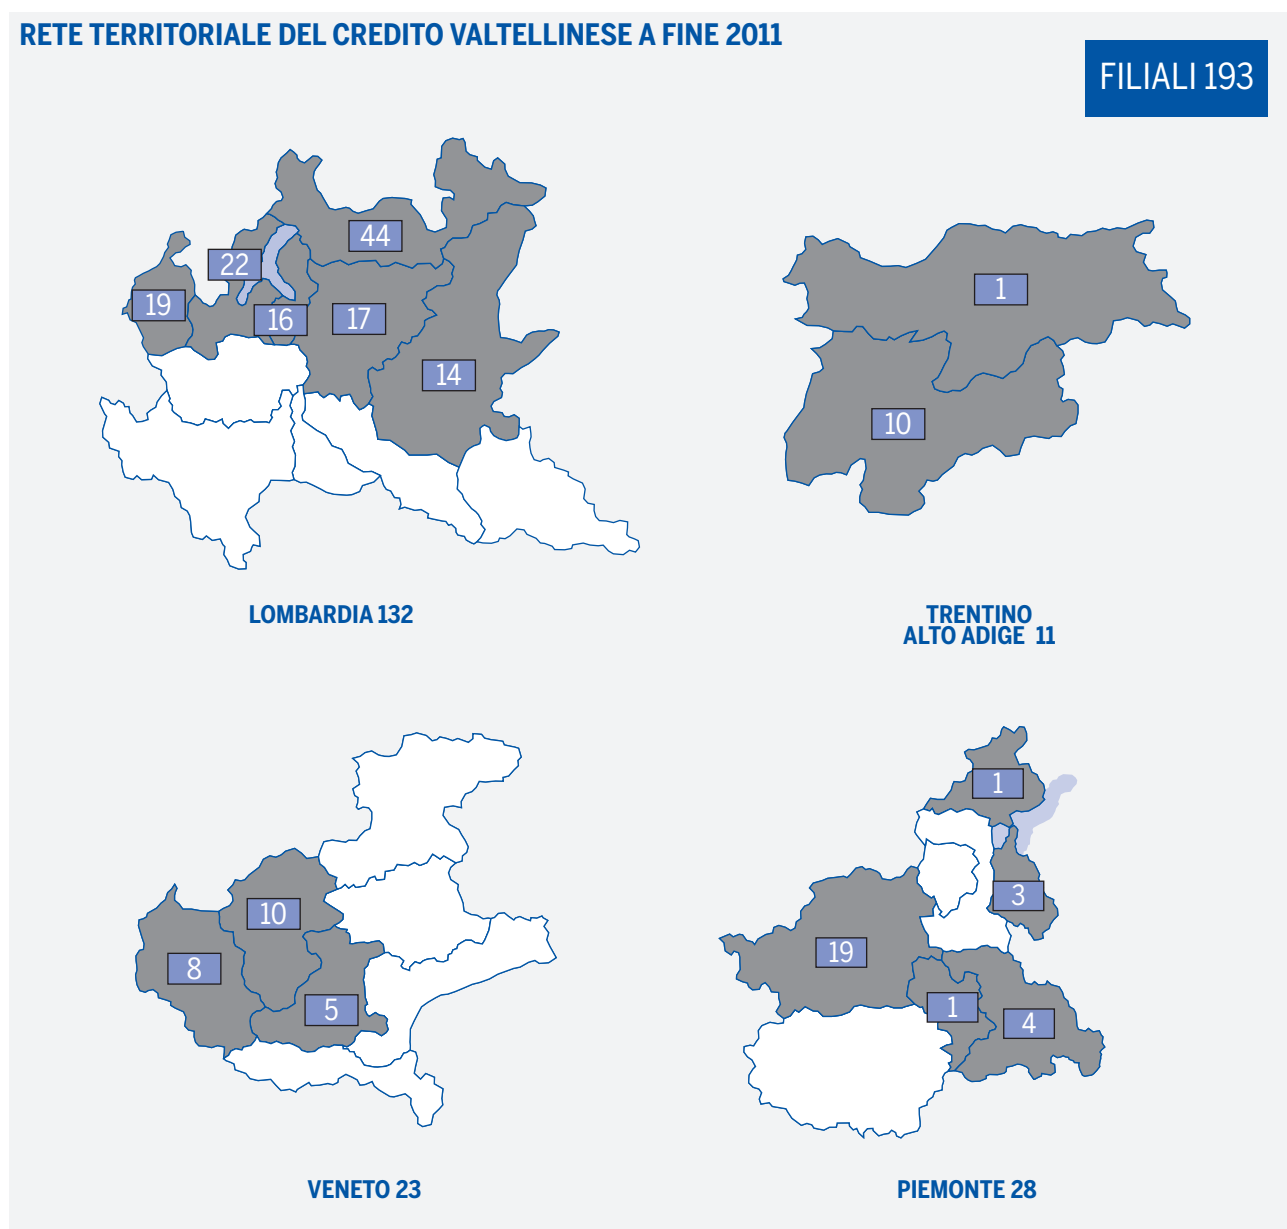 RETE TERRITORIALE DEL CREDITO VALTELLINESE A FINE 2011
FILIALI 193
44
22
19
16
17
14
LOMBARDIA 132
1
10
TRENTINO
ALTO ADIGE 11
10
8
5
VENETO 23
1
3
19
1
4
PIEMONTE 28